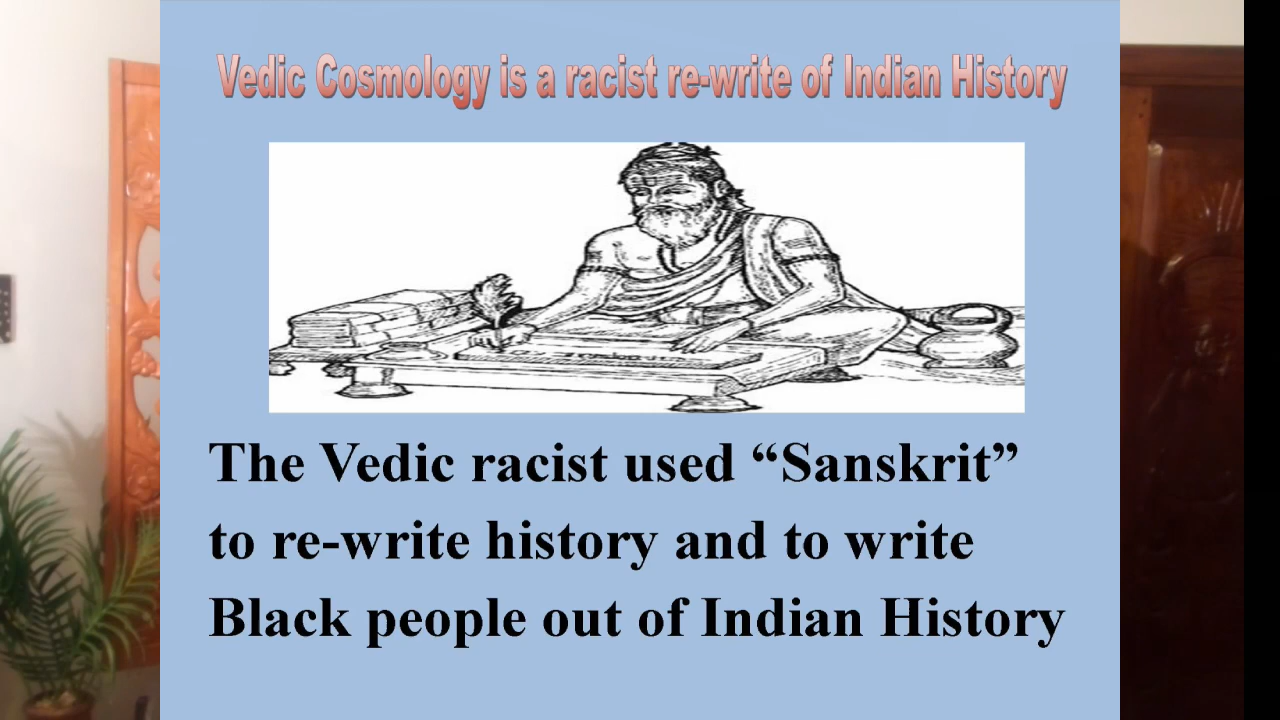 Vedic Cosmology is a racist re-write of Indian History
The Vedic racist used “Sanskrit”
to re-write history and to write
Black people out of Indian History